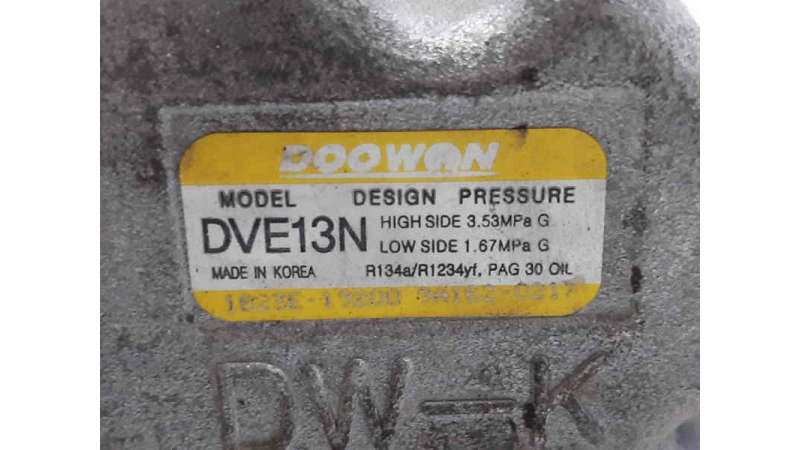 DOOWON
MODEL DESIGN PRESSURE
DVE13N HIGH SIDE 3.53MPa G
LOW SIDE 1.67MPa G
MADE IN KOREA R134a/R1234yf, PAG 30 OIL
DW-K